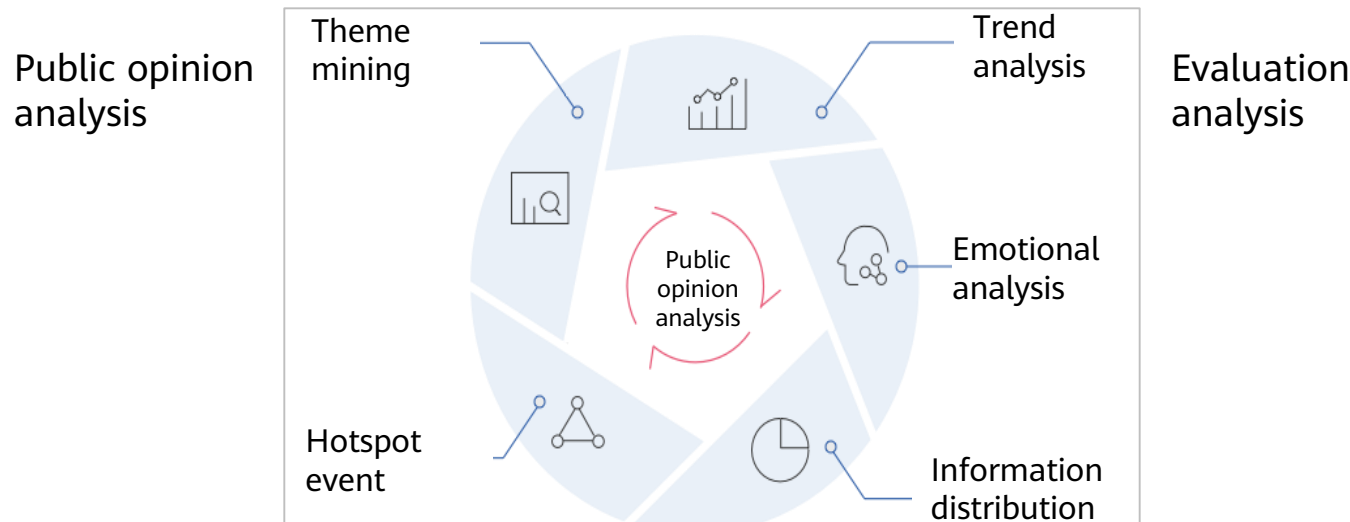 Public opinion
analysis
Theme
mining
Trend
analysis
Evaluation
analysis
Public
opinion
analysis
Emotional
analysis
Hotspot
event
Information
distribution